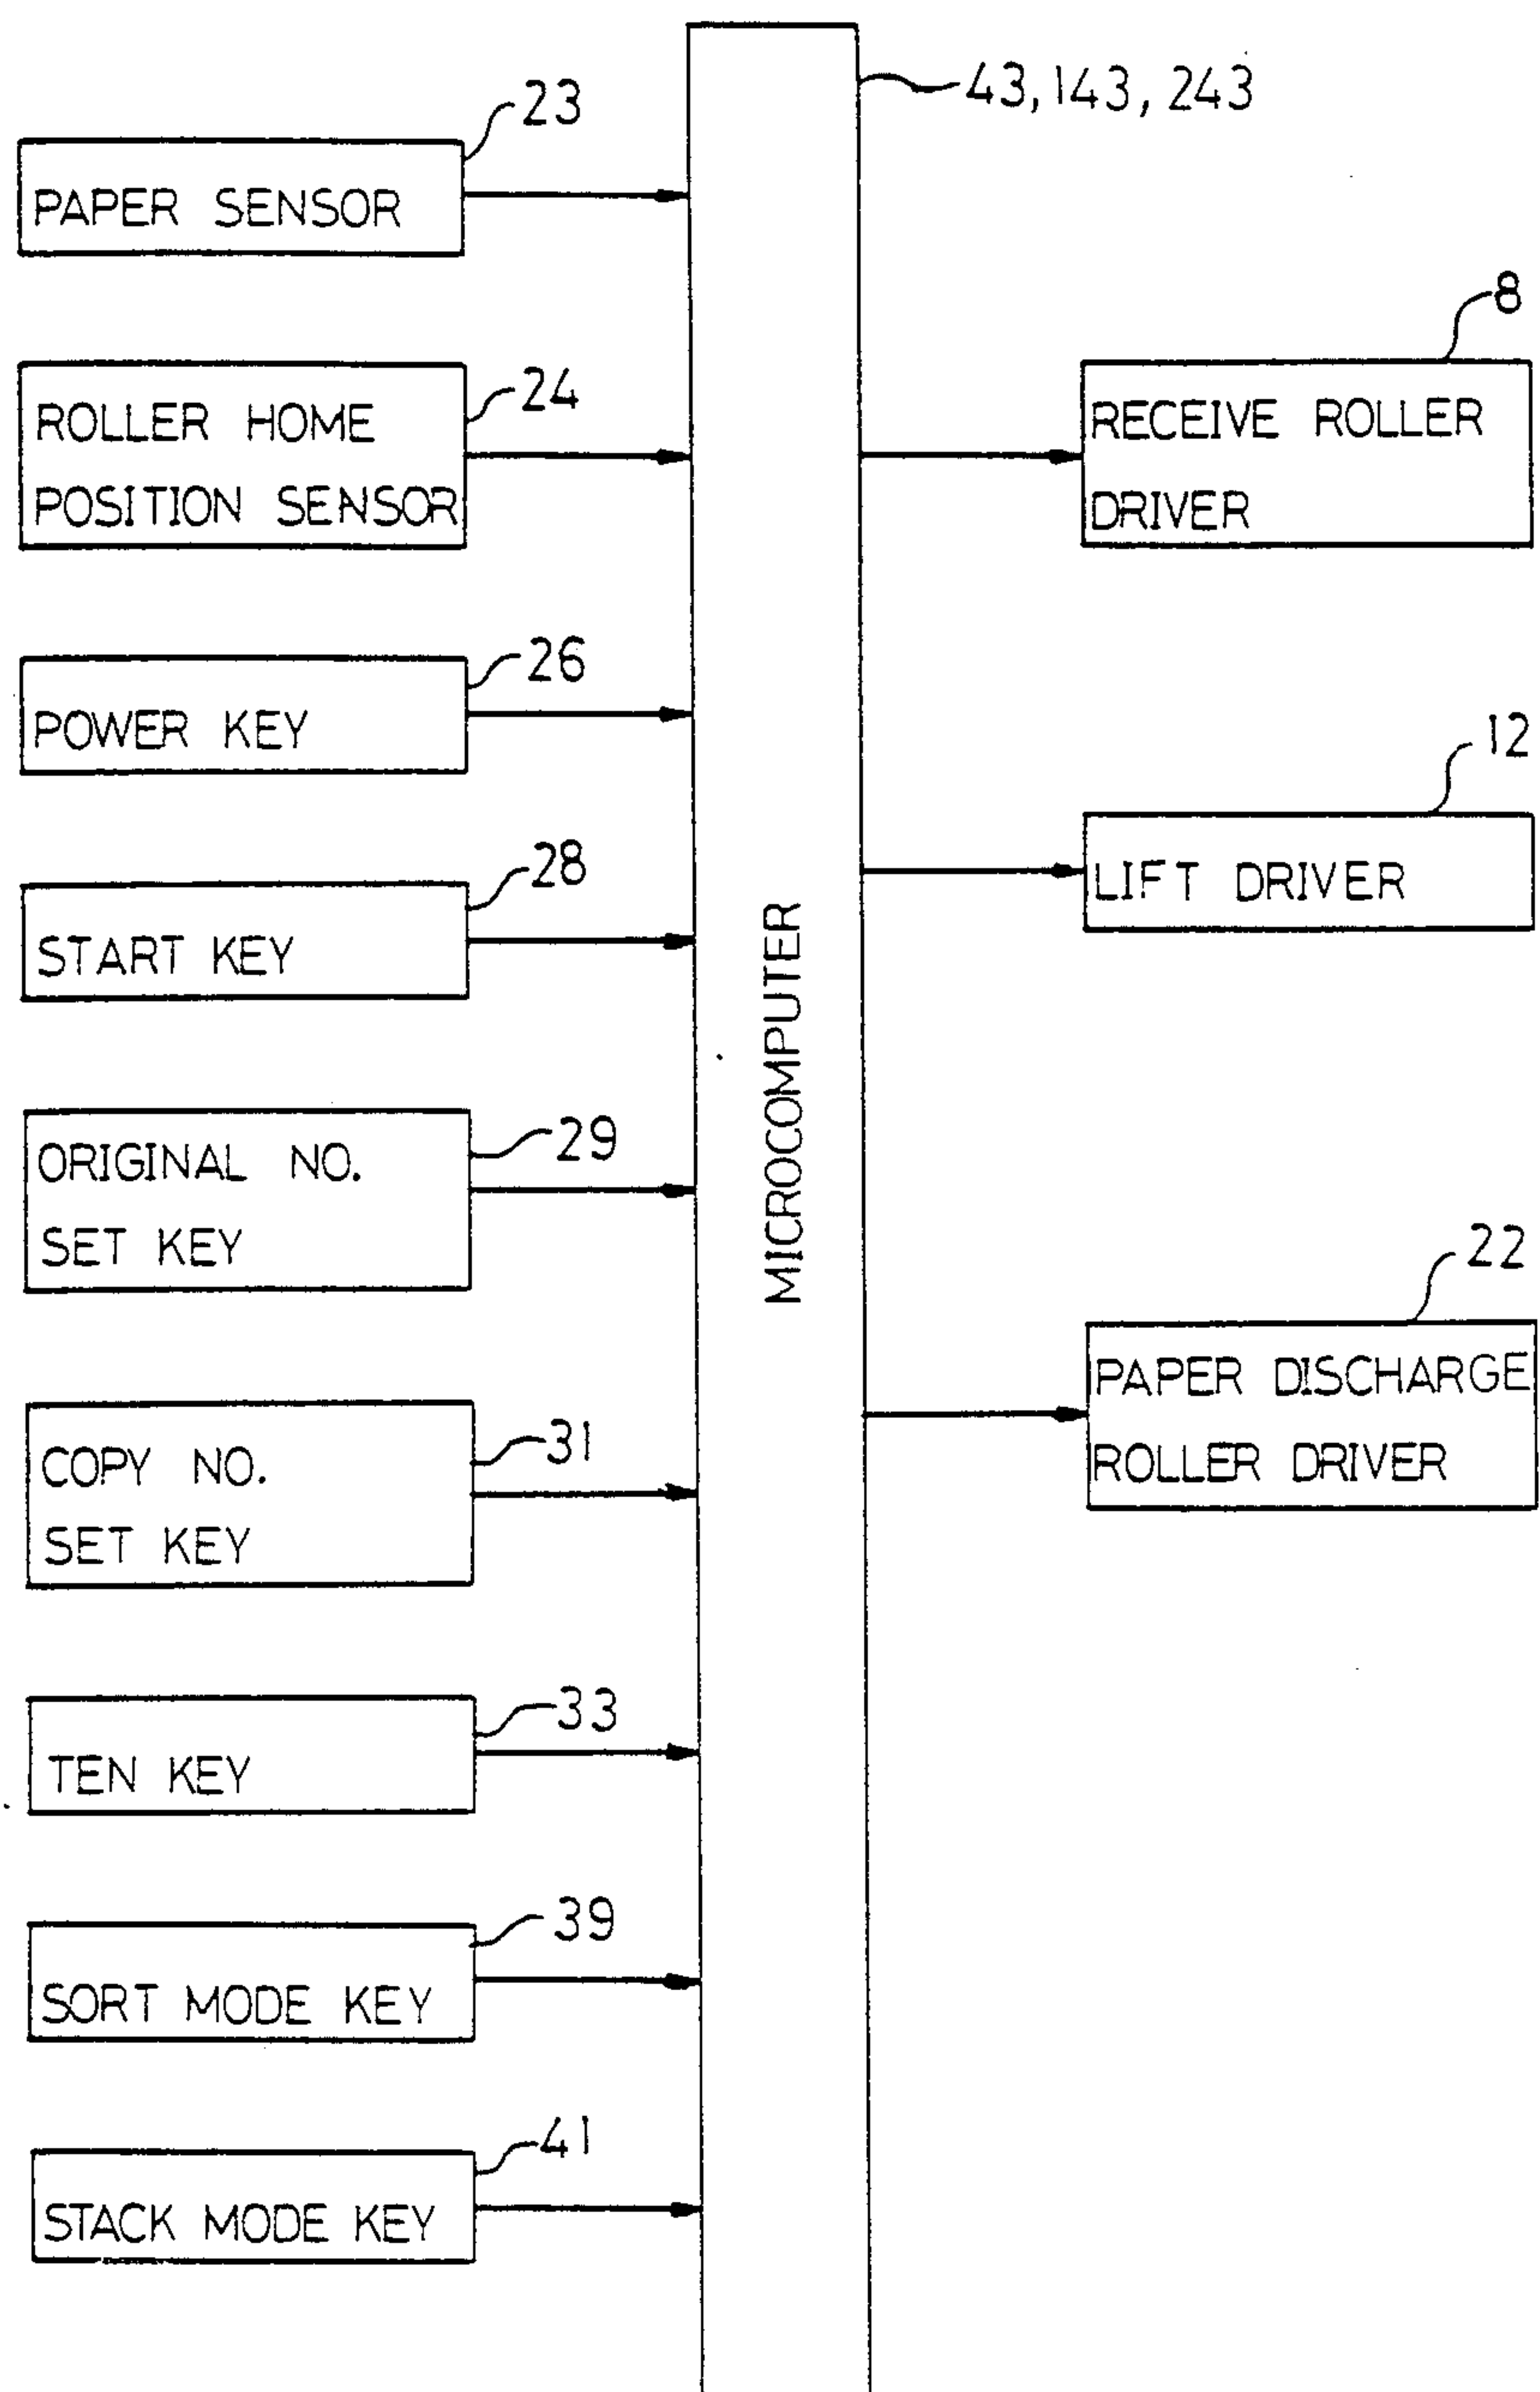 43, 143, 243
23
PAPER SENSOR
24
ROLLER HOME
POSITION SENSOR
26
POWER KEY
28
START KEY
29
ORIGINAL NO.
SET KEY
31
COPY NO.
SET KEY
33
TEN KEY
39
SORT MODE KEY
41
STACK MODE KEY
MICROCOMPUTER
8
RECEIVE ROLLER
DRIVER
12
LIFT DRIVER
22
PAPER DISCHARGE
ROLLER DRIVER